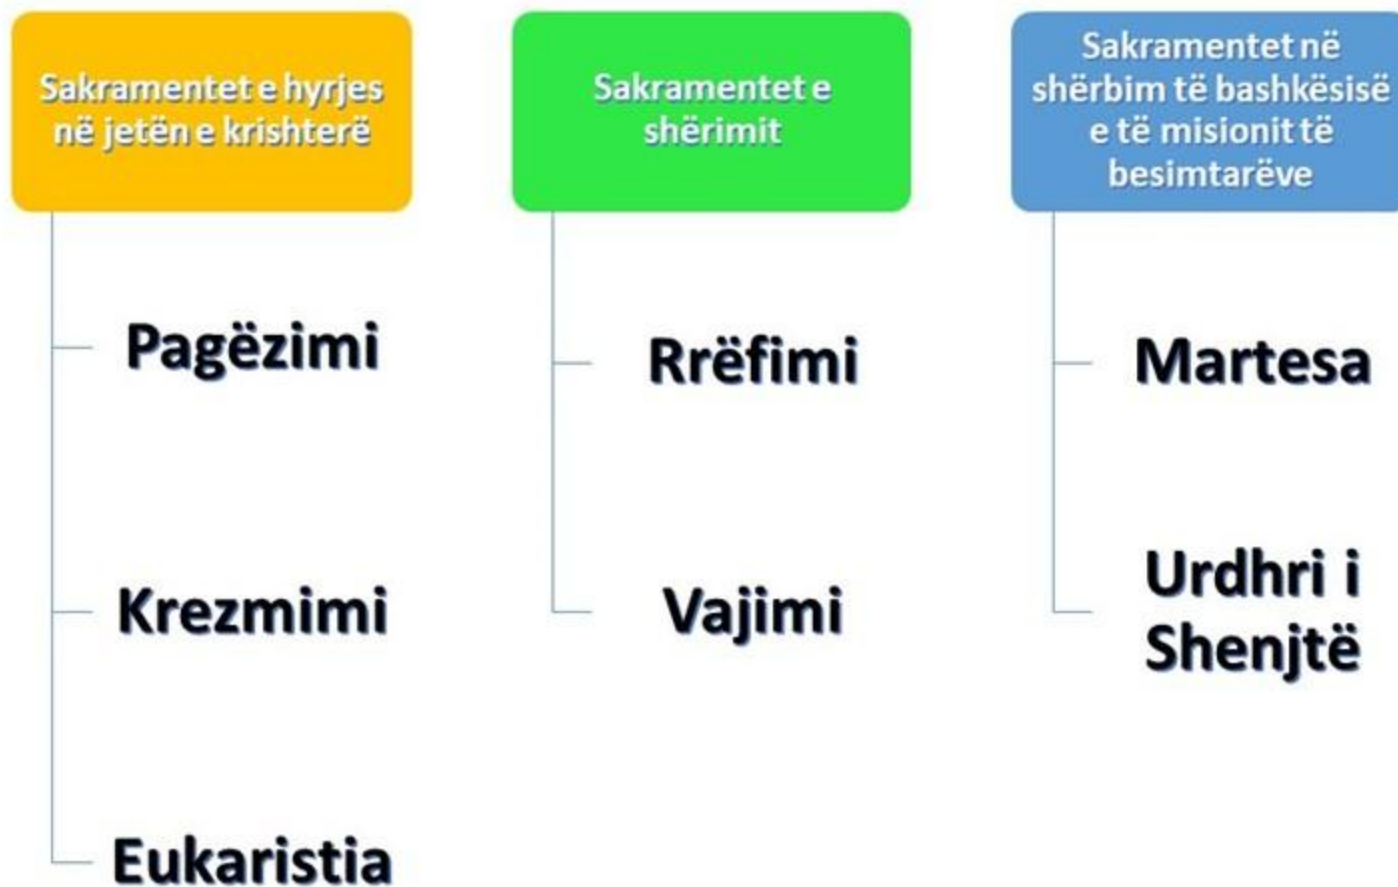 Sakramentet e hyrjes
në jetën e krishterë
Pagëzimi
Krezmimi
Eukaristia
Sakramentet e
shërimit
Rrëfimi
Vajimi
Sakramentet në
shërbim të bashkësisë
e të misionit të
besimtarëve
Martesa
Urdhri i
Shenjtë